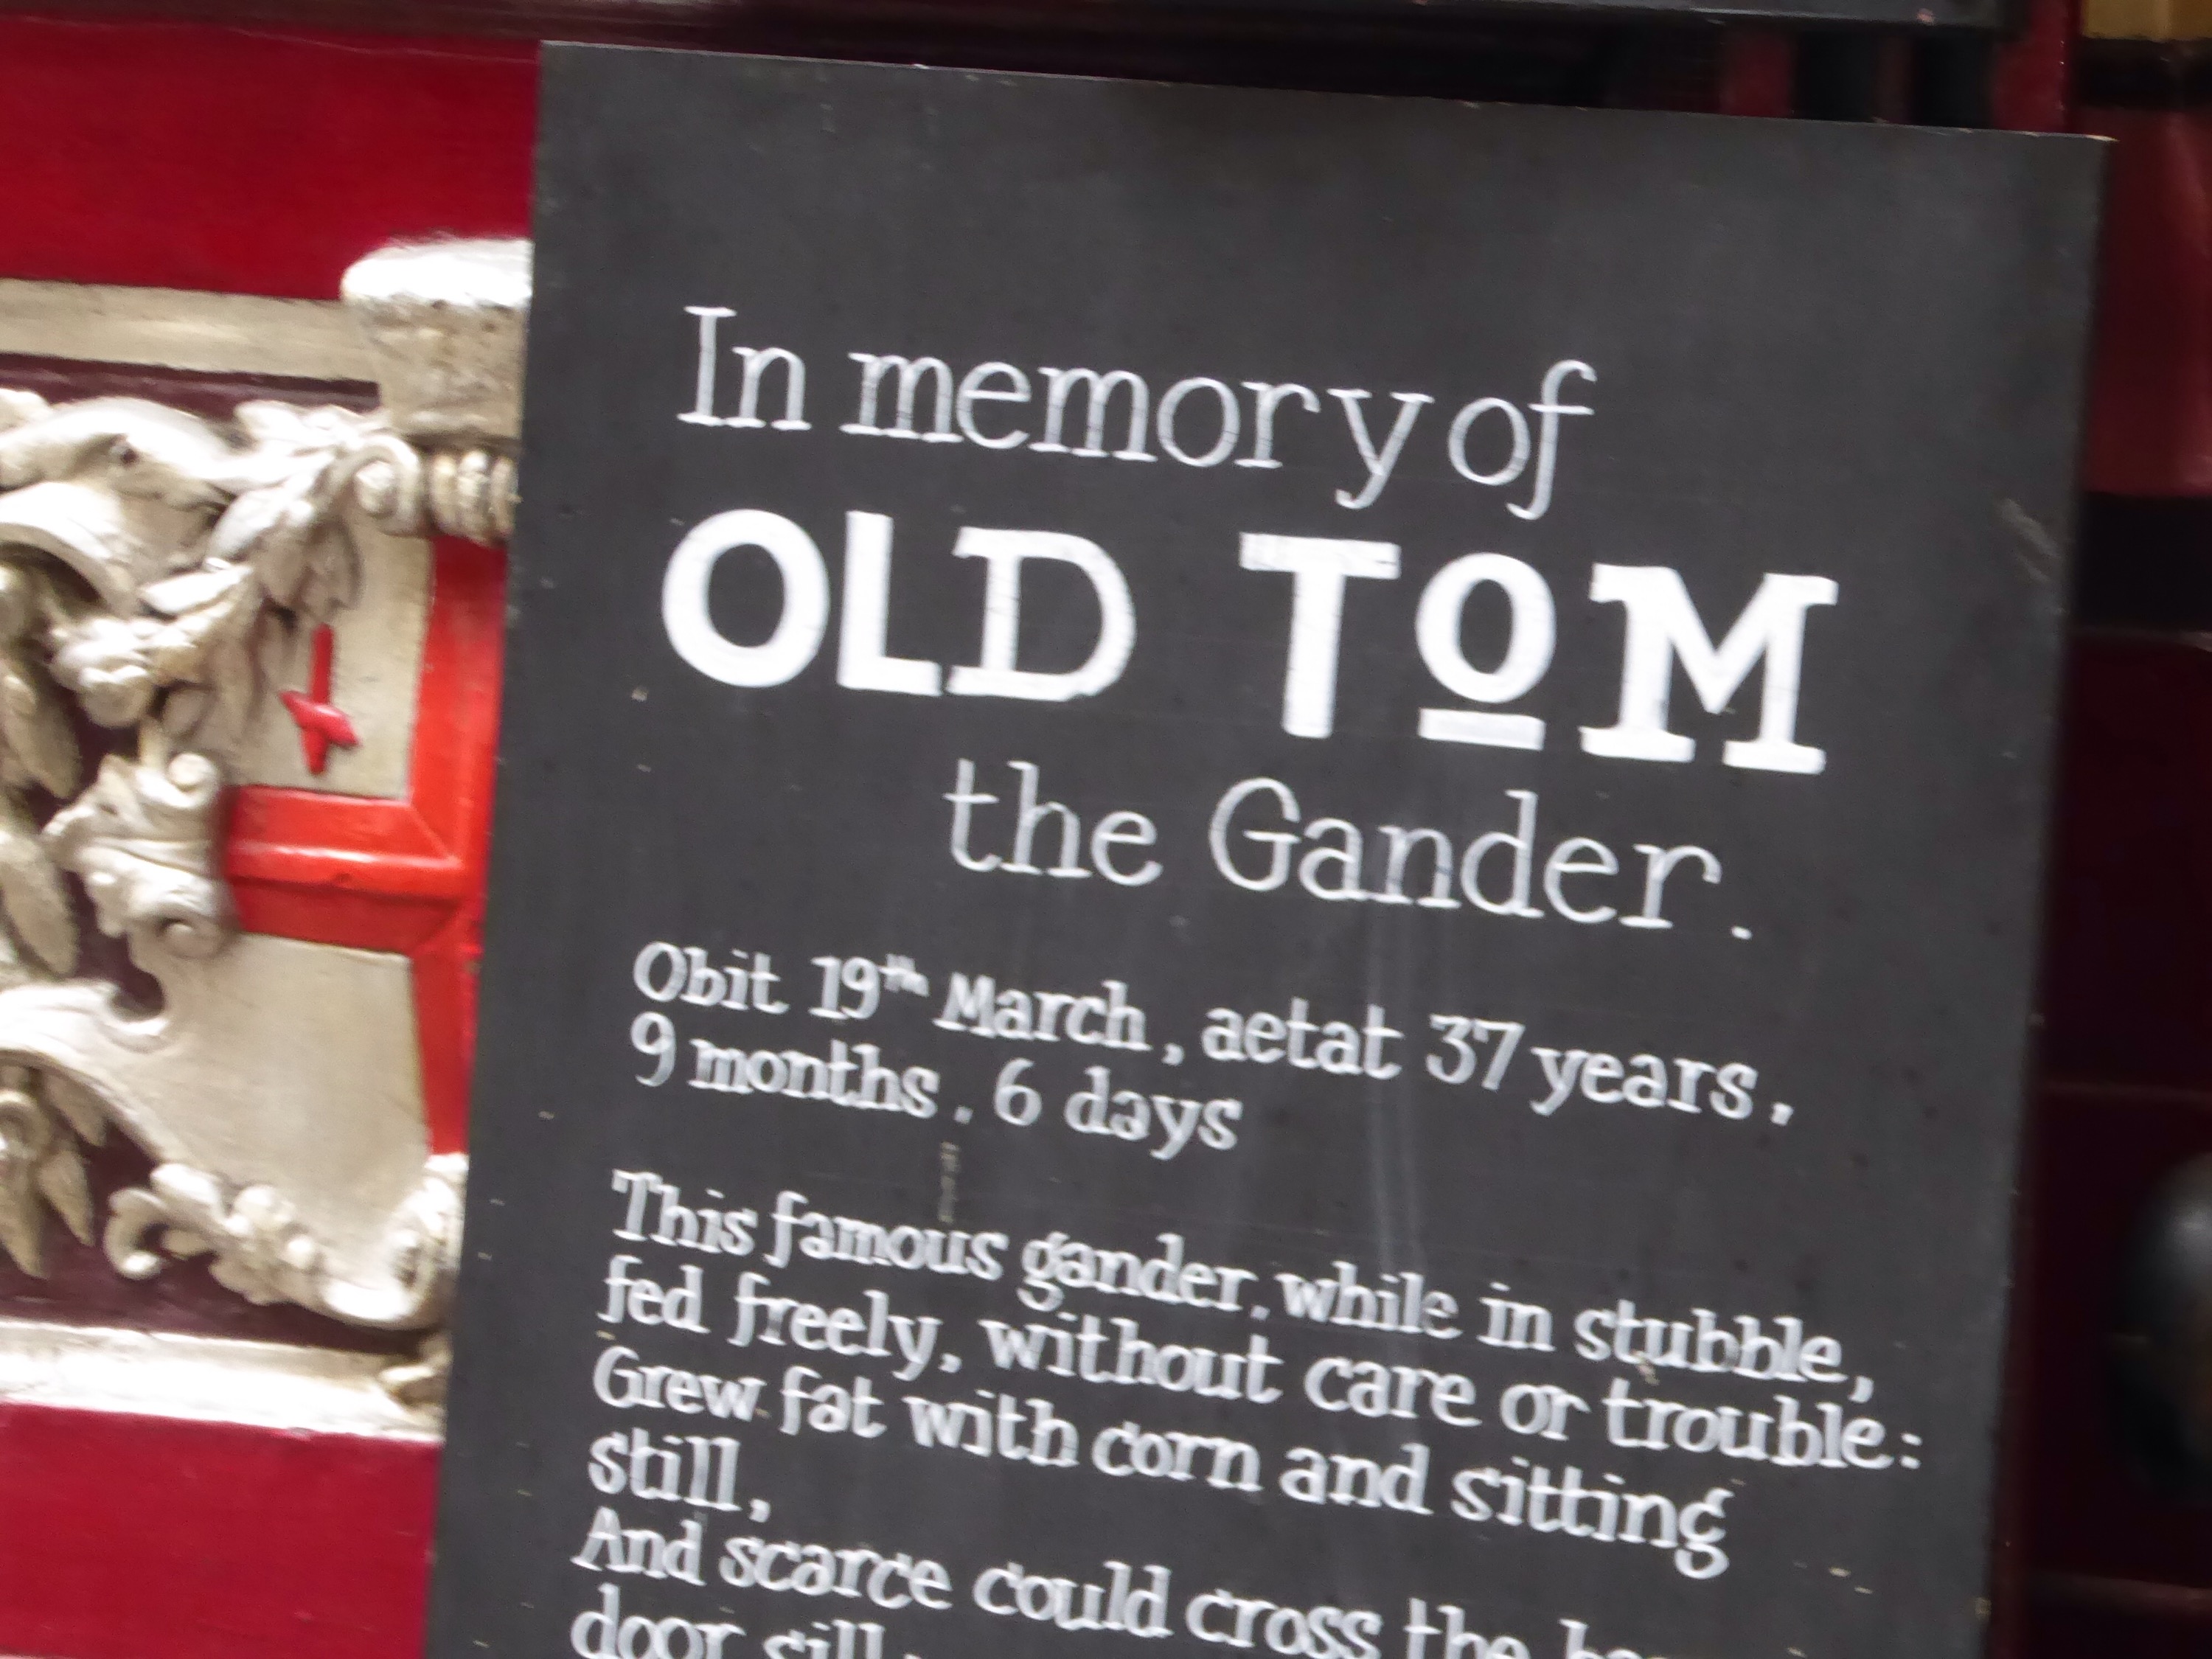 In memory of
OLD TOM
the Gander.
Obit 19th March, aetat 37 years,
9 months, 6 days
This famous gander, while in stubble,
fed freely, without care or trouble:
Grew fat with corn and sitting
still,
And scarce could cross the
door sill: